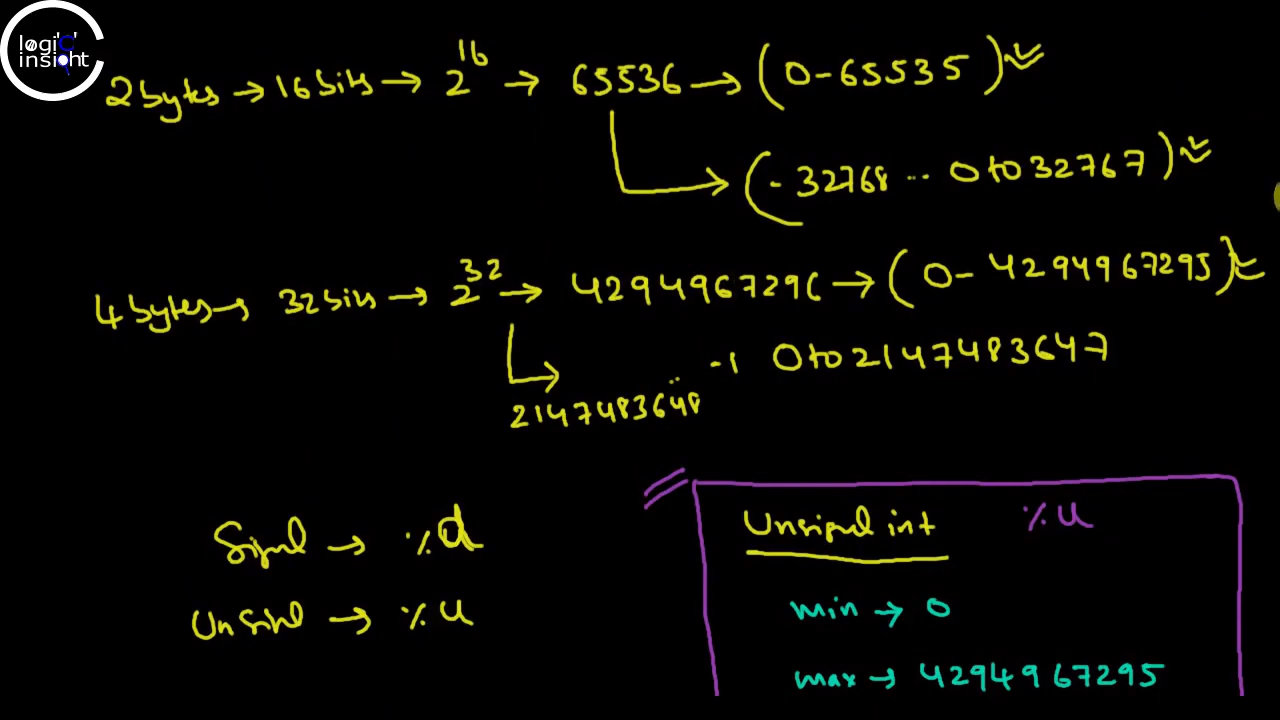 logi'C'
insight
2 bytes → 16 bits → 2^16 → 65536 → (0 - 65535)
(-32768 ... 0 to 32767)
4 bytes → 32 bits → 2^32 → 4294967296 → (0 - 4294967295)
2147483648 .. -1 0 to 2147483647
Signed → %d
Unsigned → %u
Unsigned int %u
min → 0
max → 4294967295